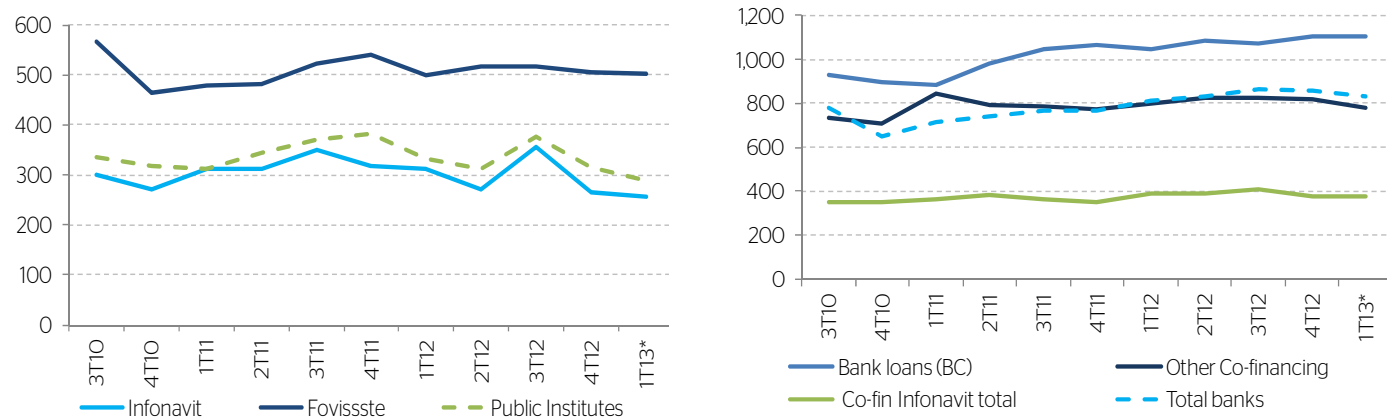 600
500
400
300
200
100
0
3T10 4T10 1T11 2T11 3T11 4T11 1T12 2T12 3T12 4T12 1T13*
Infonavit Fovissste Public Institutes
1,200
1,000
800
600
400
200
0
3T10 4T10 1T11 2T11 3T11 4T11 1T12 2T12 3T12 4T12 1T13*
Bank loans (BC) Other Co-financing
Co-fin Infonavit total Total banks